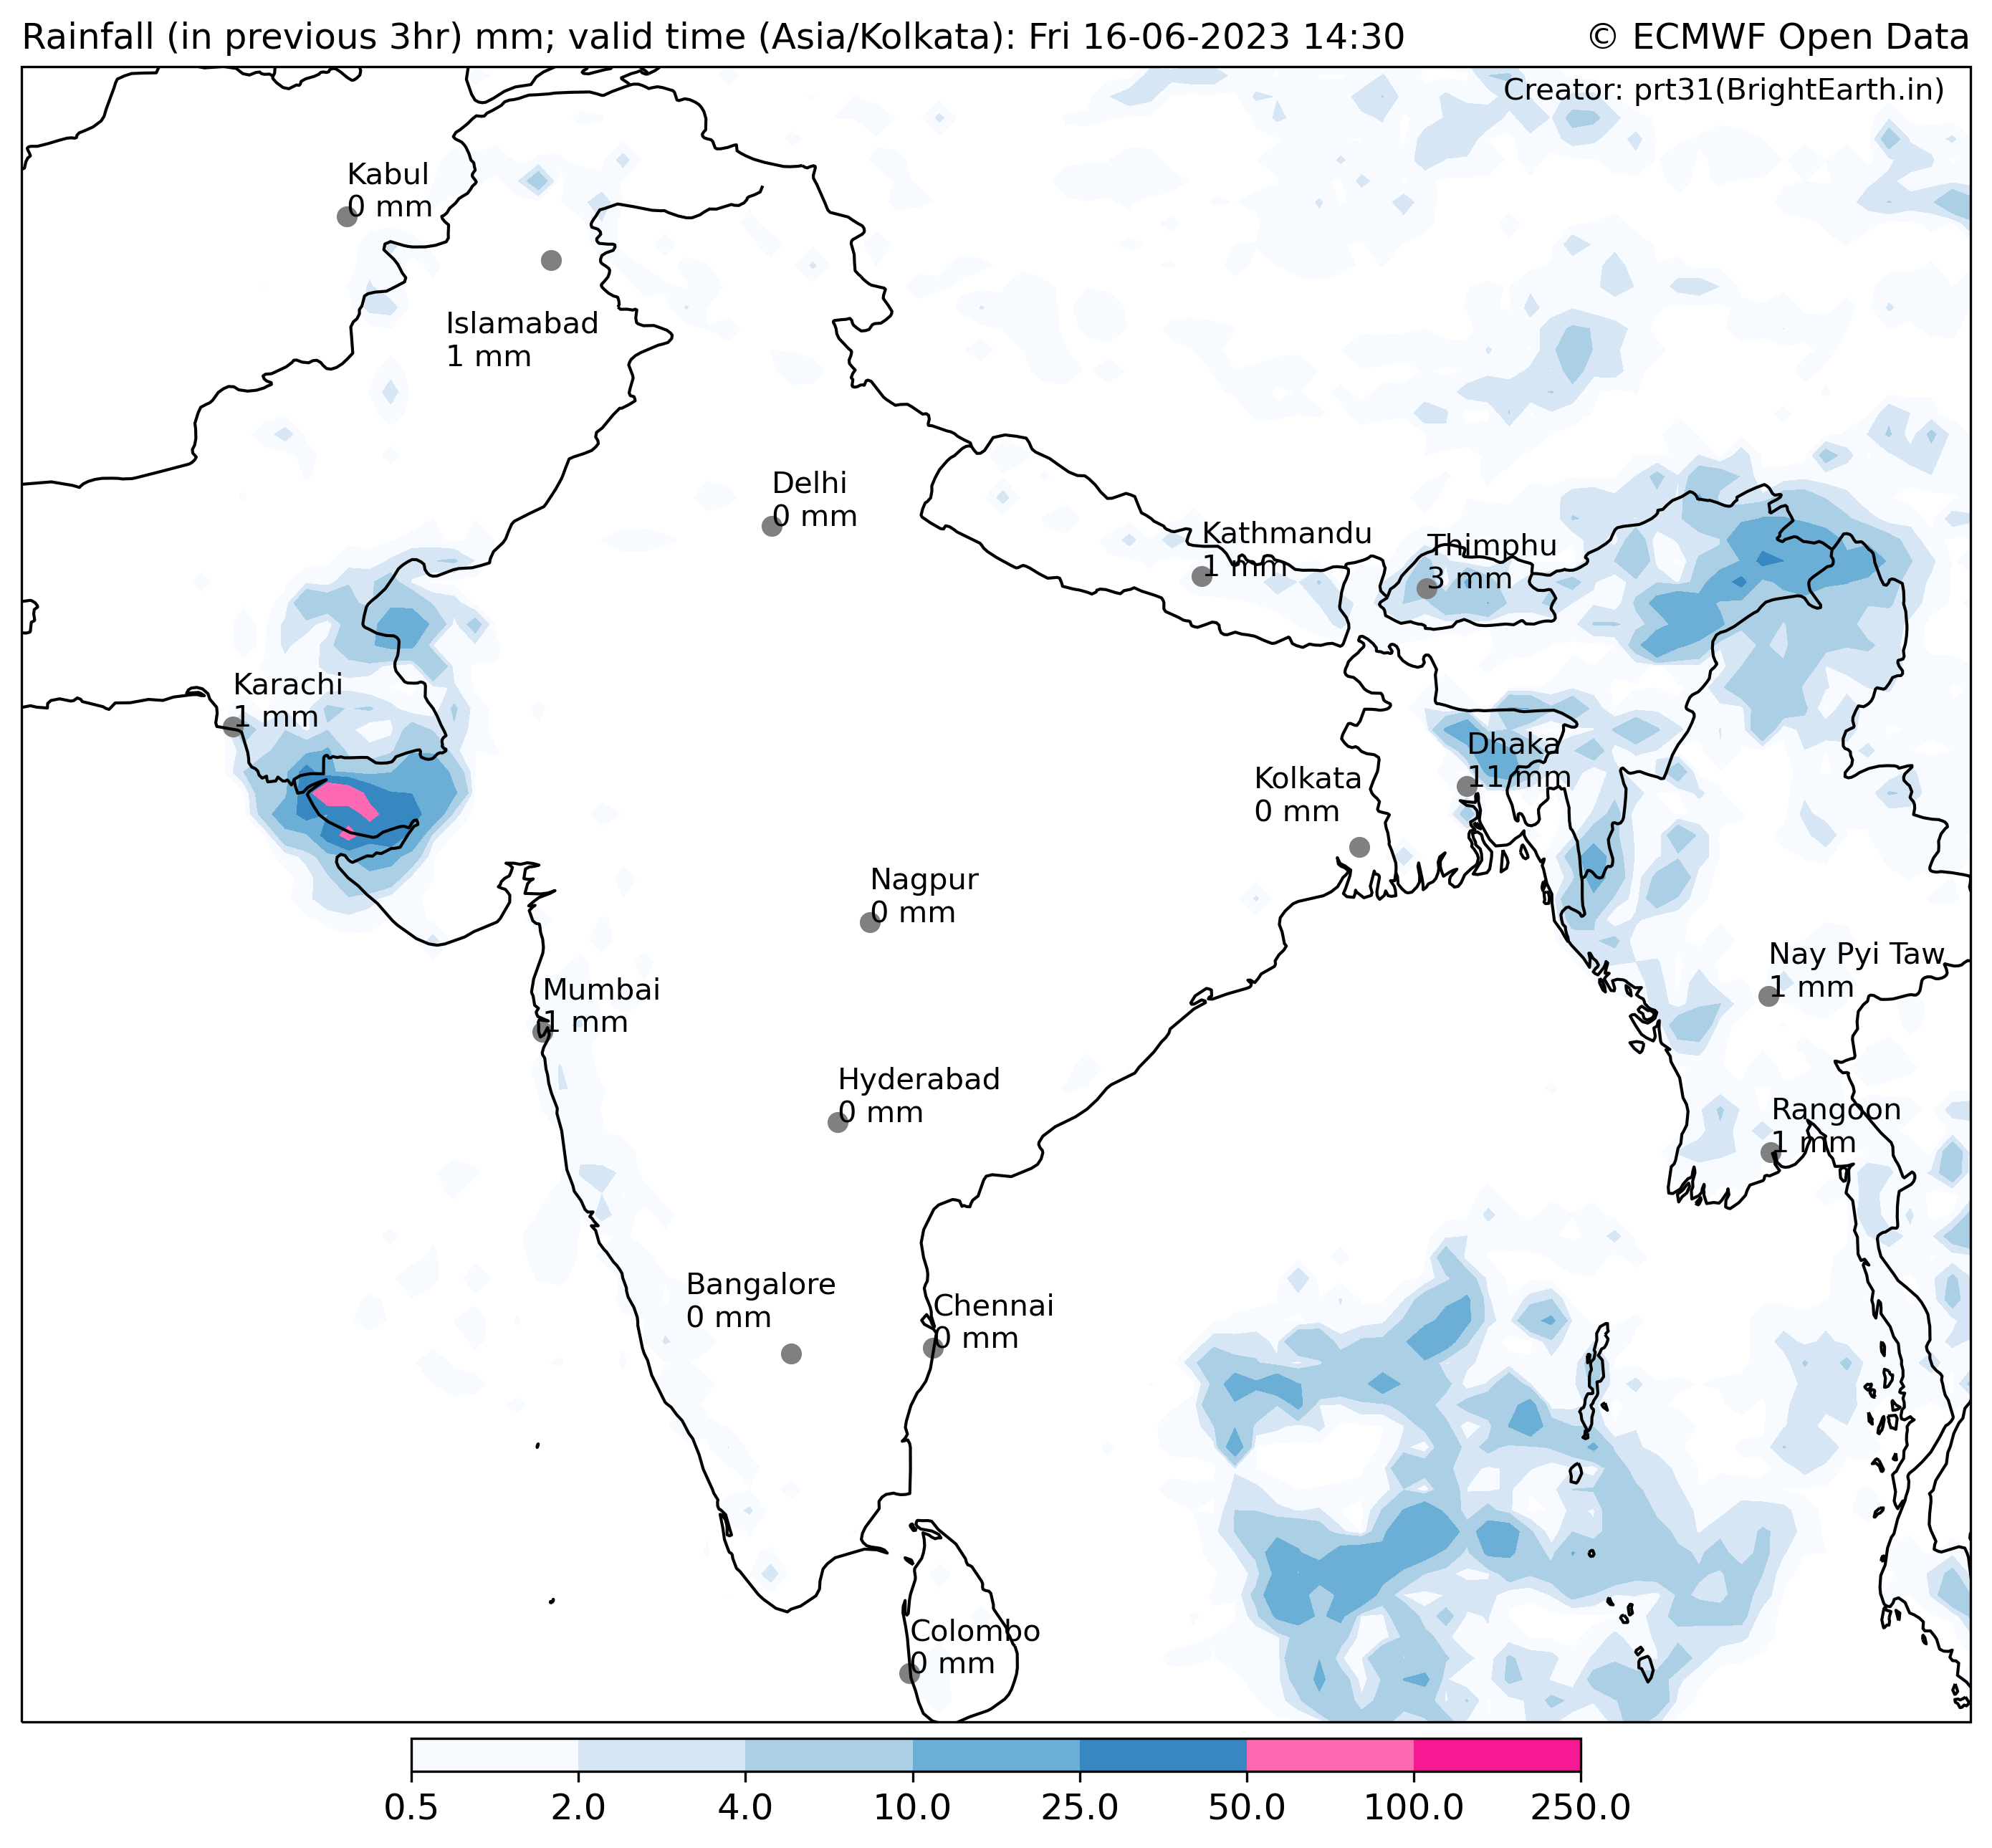 Rainfall (in previous 3hr) mm; valid time (Asia/Kolkata): Fri 16-06-2023 14:30
© ECMWF Open Data
Creator: prt31(BrightEarth.in)
Kabul
0 mm
Islamabad
1 mm
Delhi
0 mm
Kathmandu
1 mm
Thimphu
3 mm
Karachi
1 mm
Dhaka
11 mm
Kolkata
0 mm
Nagpur
0 mm
Nay Pyi Taw
1 mm
Mumbai
1 mm
Hyderabad
0 mm
Rangoon
1 mm
Bangalore
0 mm
Chennai
0 mm
Colombo
0 mm
0.5 2.0 4.0 10.0 25.0 50.0 100.0 250.0